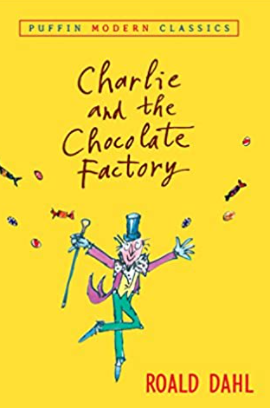 PUFFIN MODERN CLASSICS
Charlie
and the
Chocolate
Factory
ROALD DAHL